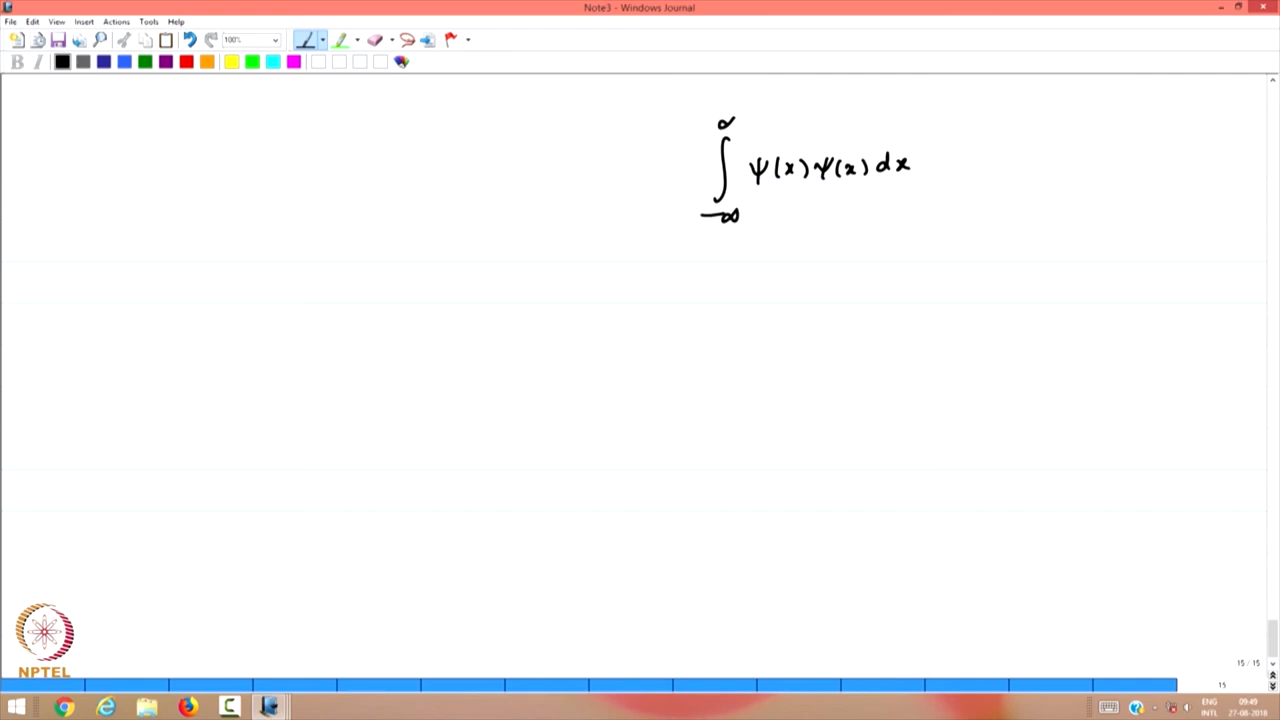 Note3 - Windows Journal
File Edit View Insert Actions Tools Help
100%
B I
∞
∫ ψ(x) ψ(x) dx
-∞
NPTEL
15 / 15
15
ENG 09:49
INTL 27-08-2018